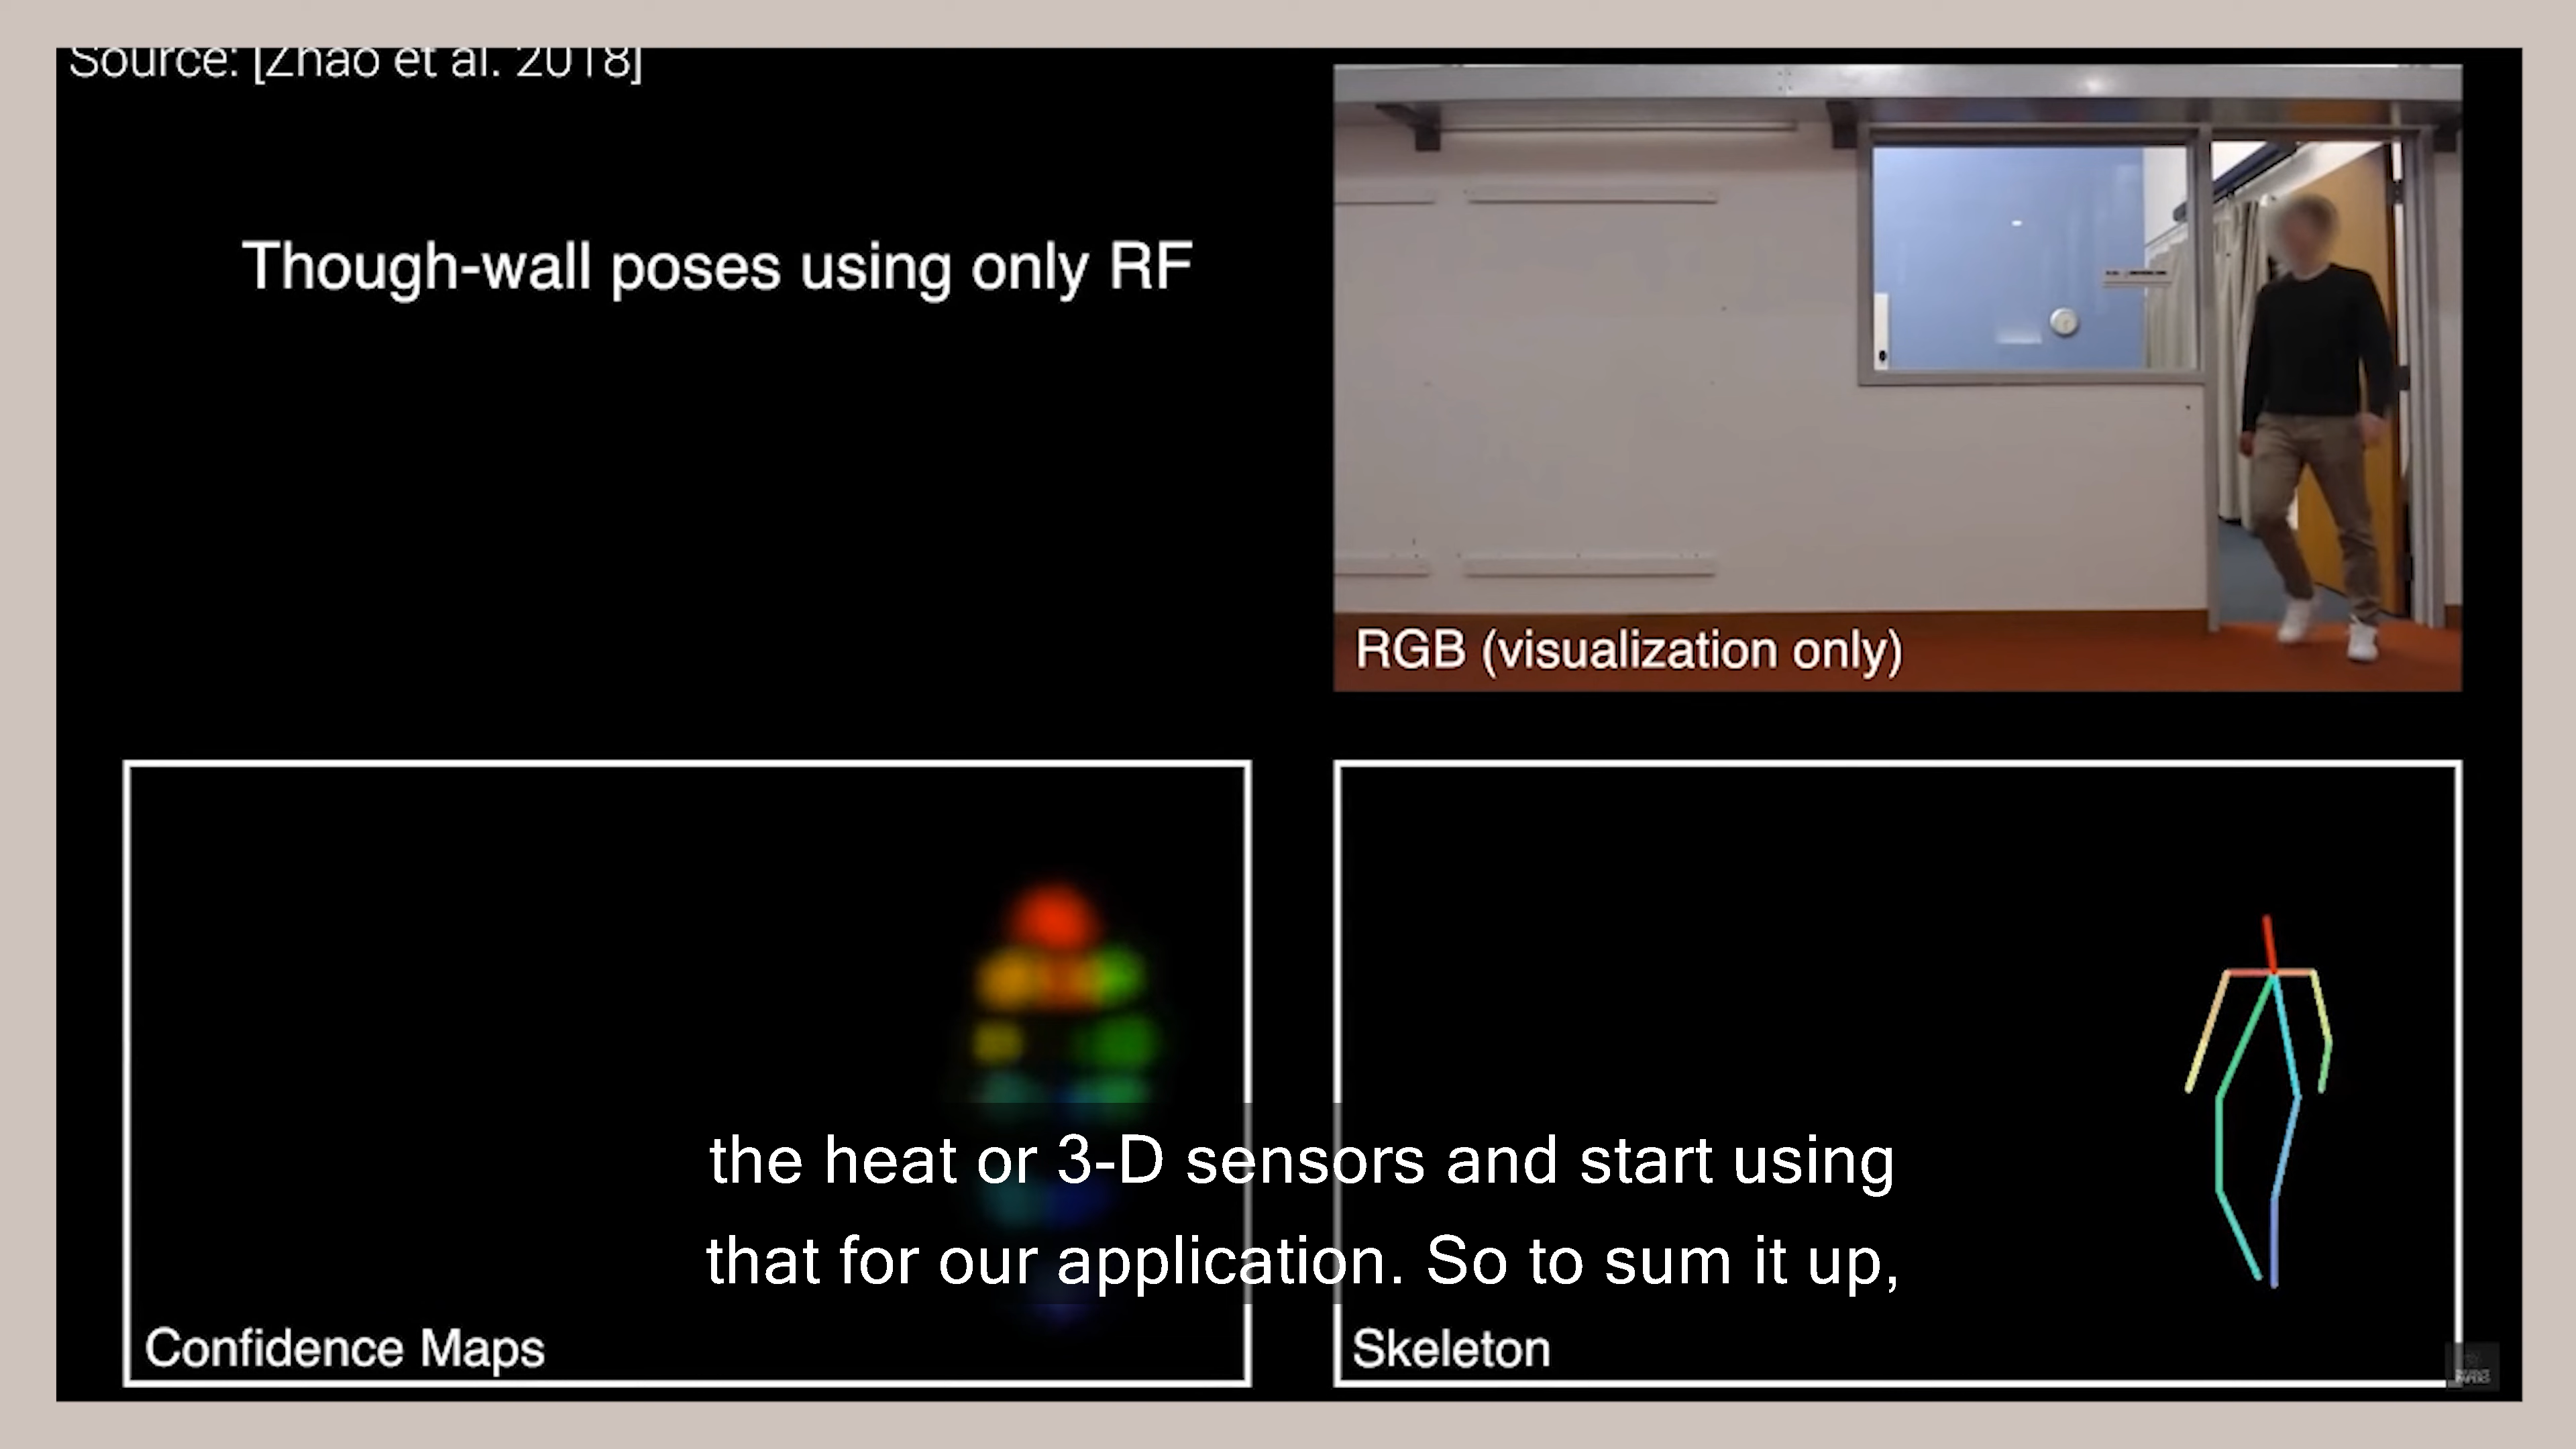 Source: [Zhao et al. 2018]
Though-wall poses using only RF
RGB (visualization only)
the heat or 3-D sensors and start using
that for our application. So to sum it up,
Confidence Maps
Skeleton